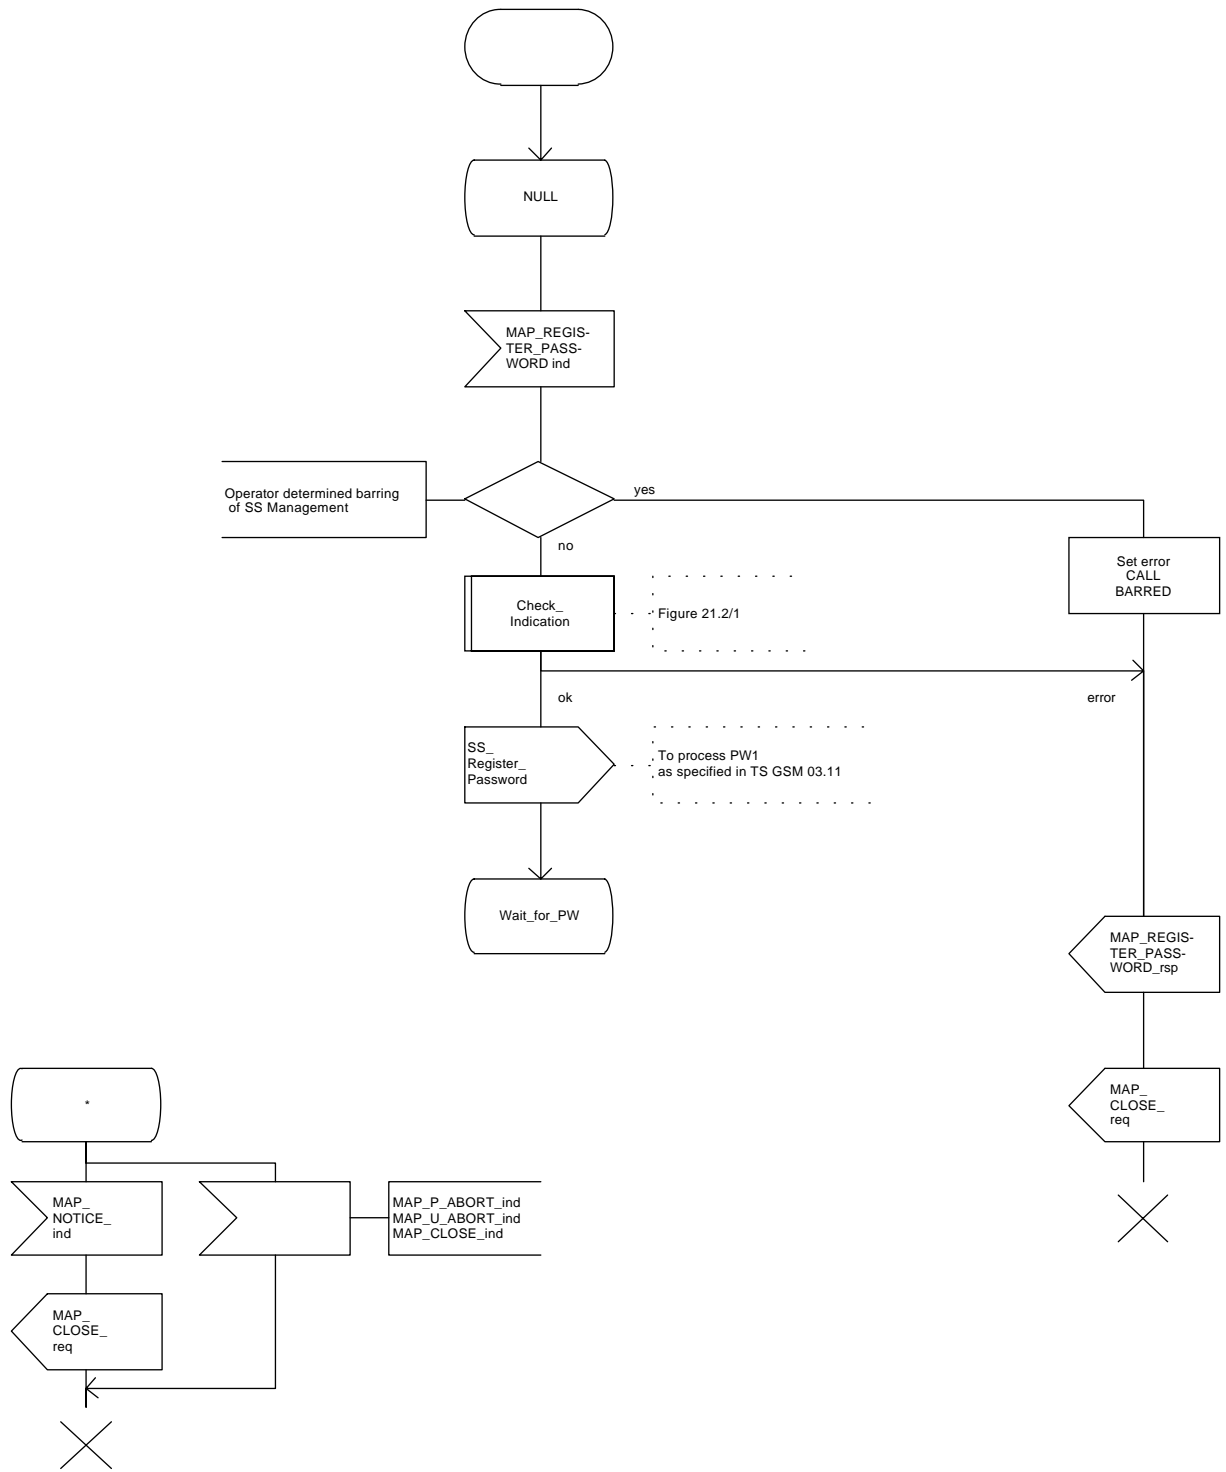 NULL
MAP_REGIS-
TER_PASS-
WORD ind
Operator determined barring
of SS Management
yes
no
Set error
CALL
BARRED
Check_
Indication
Figure 21.2/1
ok
error
SS_
Register_
Password
To process PW1
as specified in TS GSM 03.11
Wait_for_PW
MAP_REGIS-
TER_PASS-
WORD_rsp
MAP_
CLOSE_
req
*
MAP_
NOTICE_
ind
MAP_P_ABORT_ind
MAP_U_ABORT_ind
MAP_CLOSE_ind
MAP_
CLOSE_
req